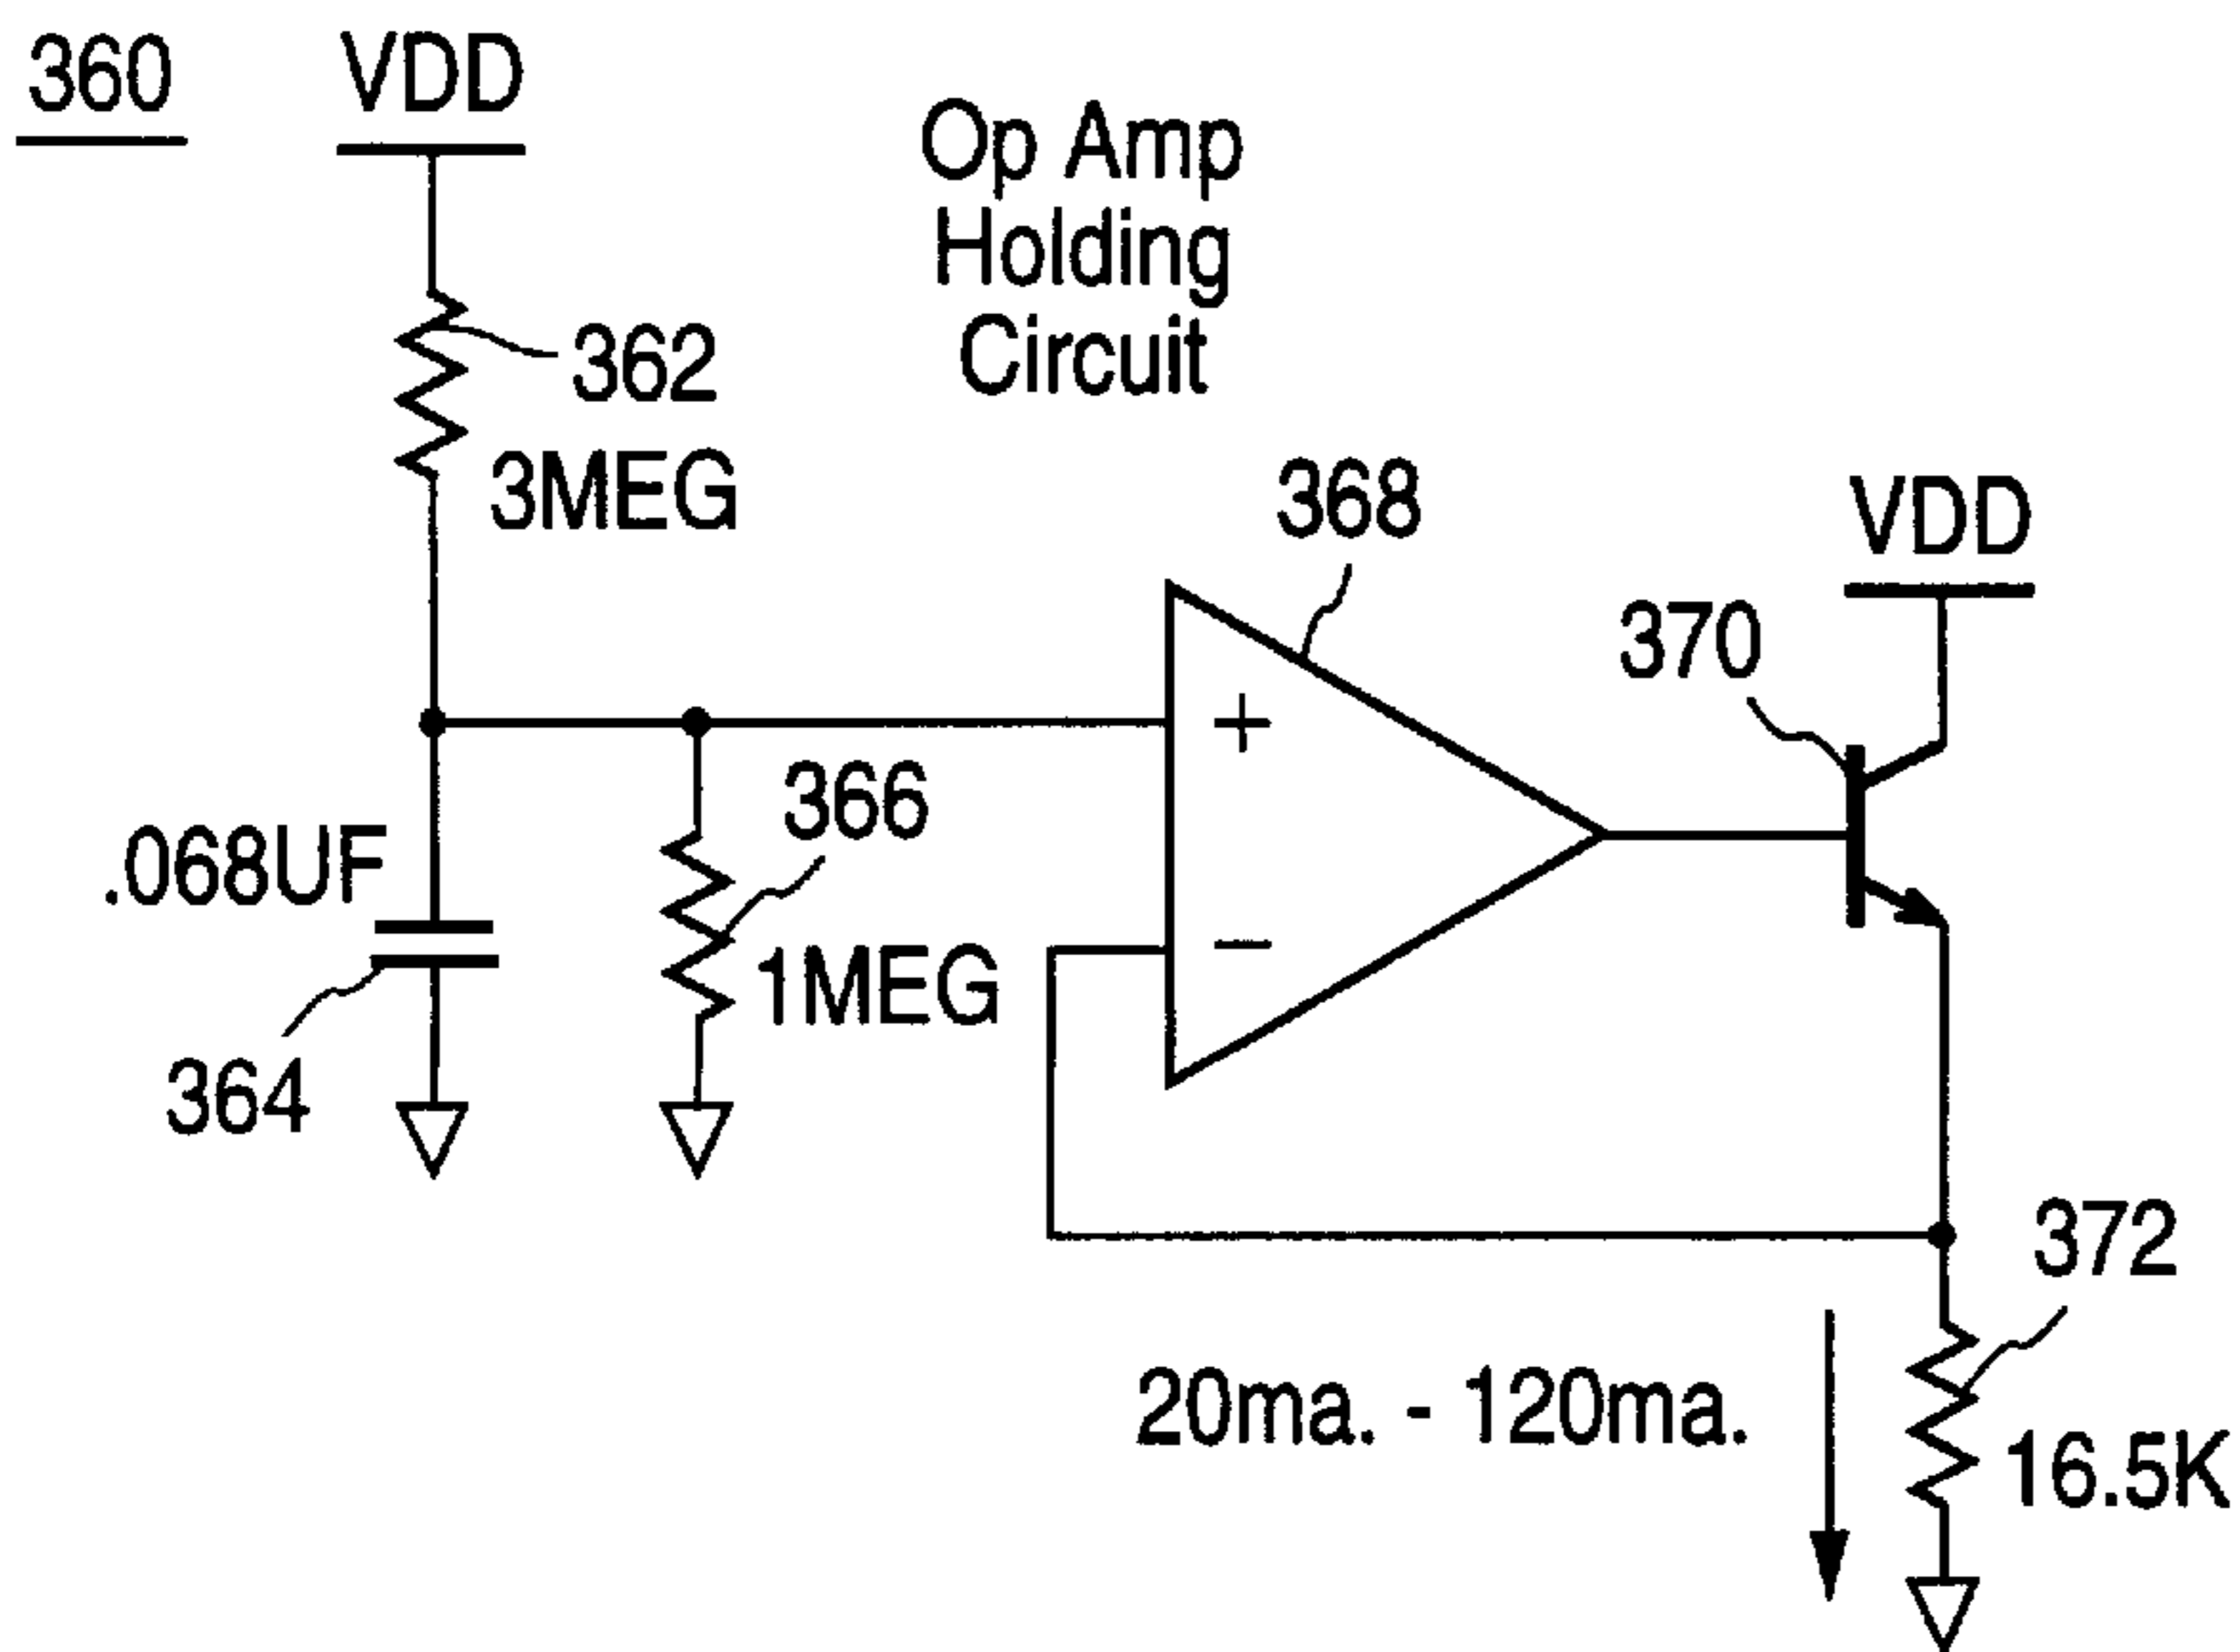 360
VDD
Op Amp
Holding
Circuit
362
3MEG
368
VDD
370
+
366
.068UF
–
1MEG
364
372
20ma. - 120ma.
16.5K